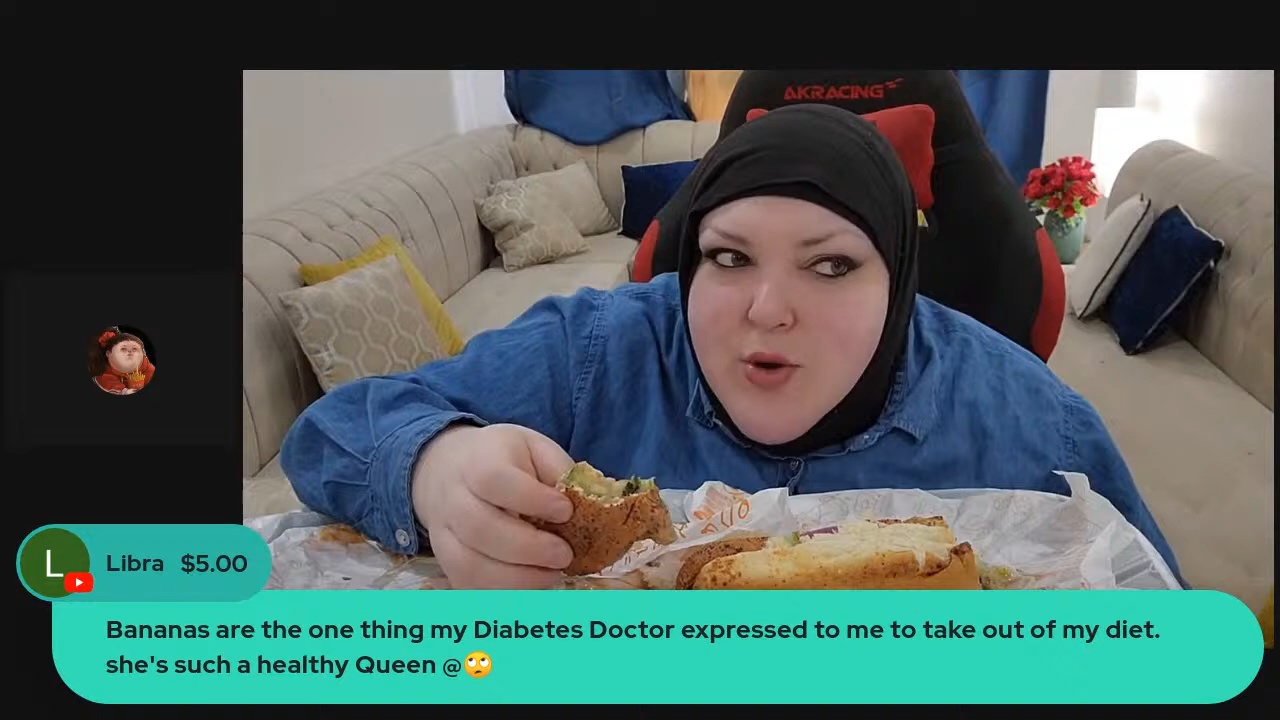 AKRACING
L
Libra $5.00
Bananas are the one thing my Diabetes Doctor expressed to me to take out of my diet.
she's such a healthy Queen @🙄